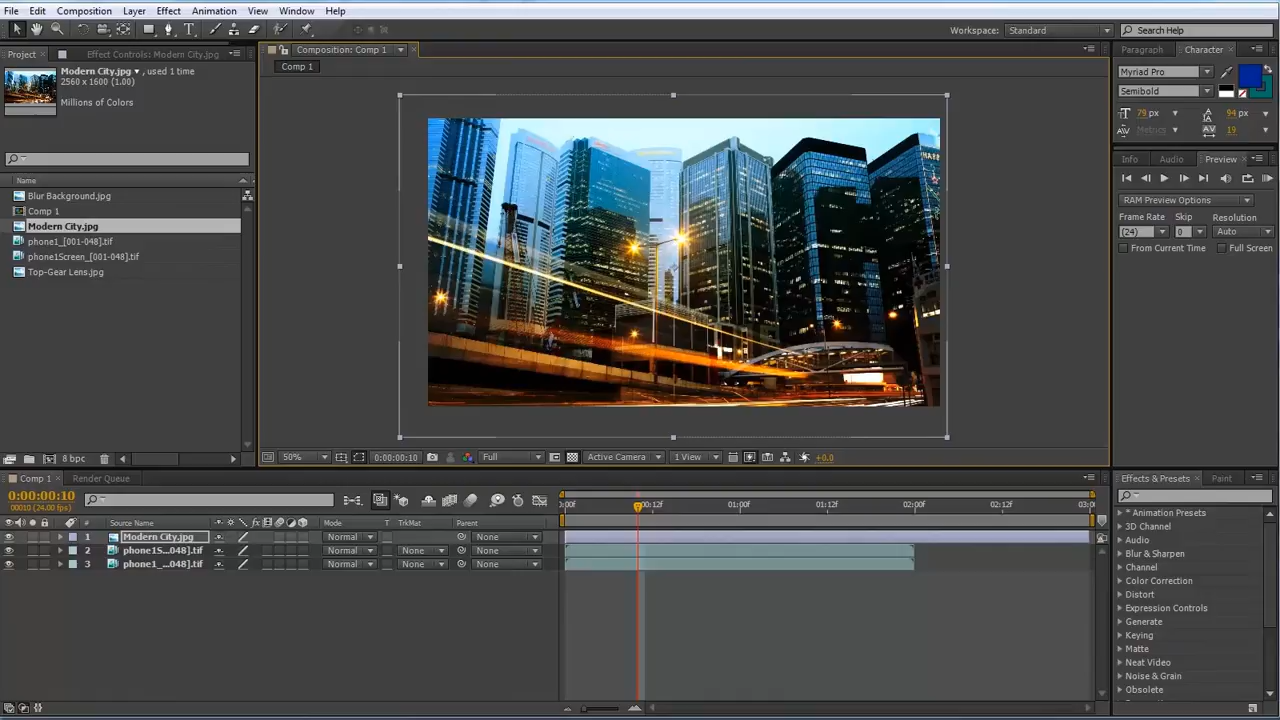 File Edit Composition Layer Effect Animation View Window Help
Workspace: Standard Search Help
Project Effect Controls: Modern City.jpg
Composition: Comp 1
Paragraph Character
Comp 1
Modern City.jpg , used 1 time
2560 x 1600 (1.00)
Millions of Colors
Myriad Pro
Semibold
79 px 94 px
Metrics 19
Info Audio Preview
Name
Blur Background.jpg
Comp 1
Modern City.jpg
phone1_[001-048].tif
phone1Screen_[001-048].tif
Top-Gear Lens.jpg
RAM Preview Options
Frame Rate Skip Resolution
(24) 0 Auto
From Current Time Full Screen
8 bpc
50% 0:00:00:10 Full Active Camera 1 View +0.0
Comp 1 Render Queue
0:00:00:10
00010 (24.00 fps)
# Source Name Mode T TrkMat Parent
:00f 00:12f 01:00f 01:12f 02:00f 03:0
1 Modern City.jpg Normal None
2 phone1S...048].tif Normal None None
3 phone1_...048].tif Normal None None
Effects & Presets Paint
* Animation Presets
3D Channel
Audio
Blur & Sharpen
Channel
Color Correction
Distort
Expression Controls
Generate
Keying
Matte
Neat Video
Noise & Grain
Obsolete